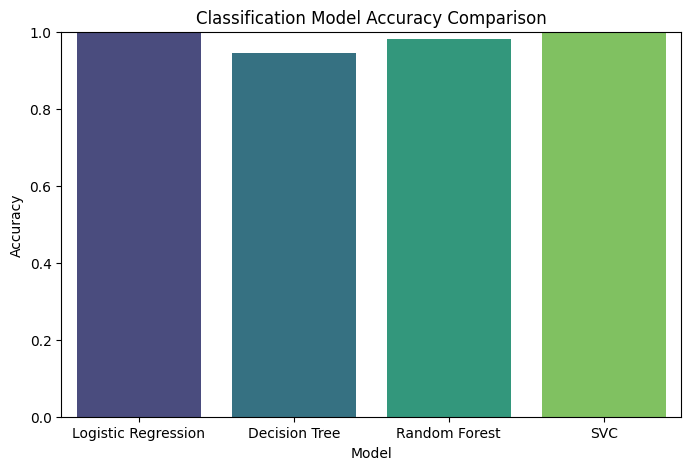 Classification Model Accuracy Comparison
Accuracy
1.0
0.8
0.6
0.4
0.2
0.0
Logistic Regression
Decision Tree
Random Forest
SVC
Model